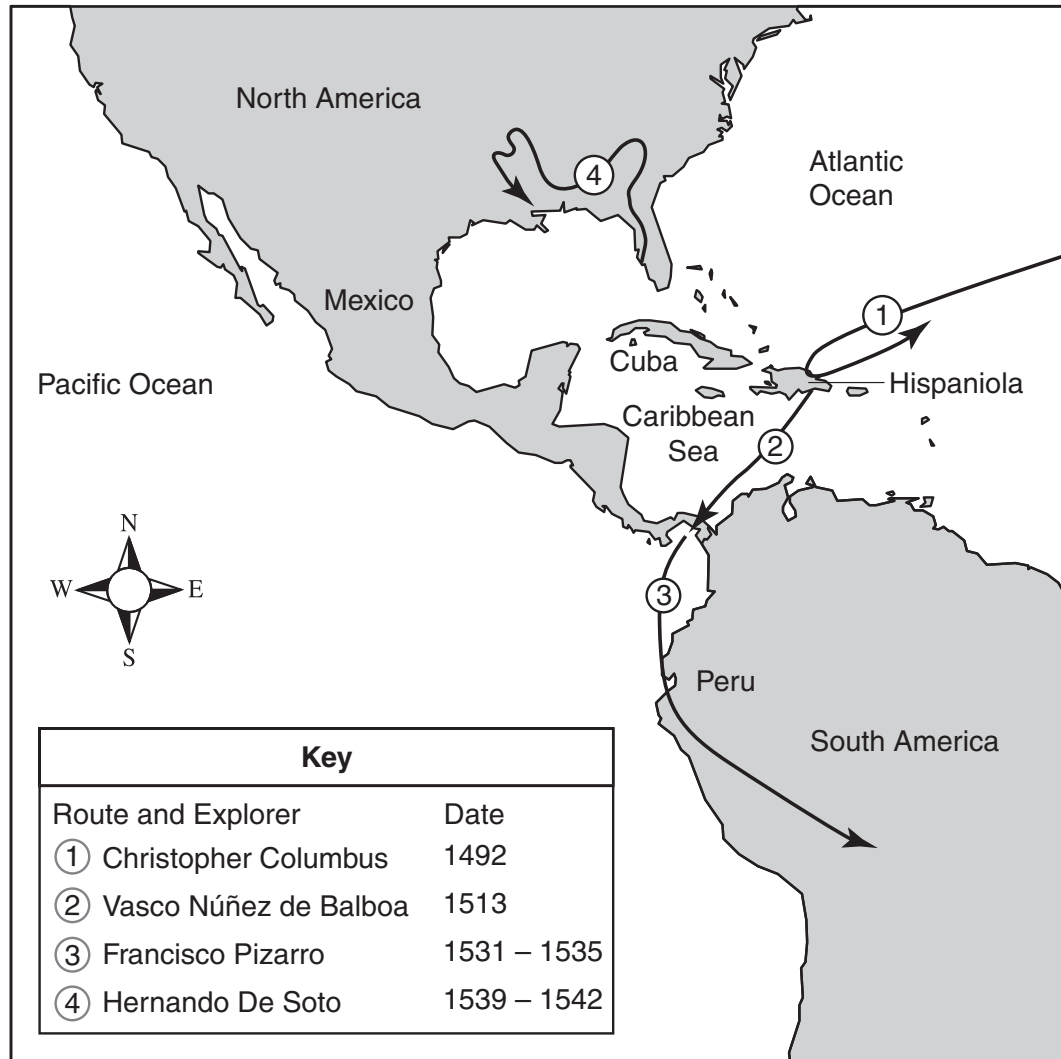 North America
4
Atlantic
Ocean
1
Mexico
Cuba
Pacific Ocean
Hispaniola
Caribbean
Sea
2
N
W E
S
3
Peru
South America
Key
Route and Explorer Date
1 Christopher Columbus 1492
2 Vasco Núñez de Balboa 1513
3 Francisco Pizarro 1531 – 1535
4 Hernando De Soto 1539 – 1542